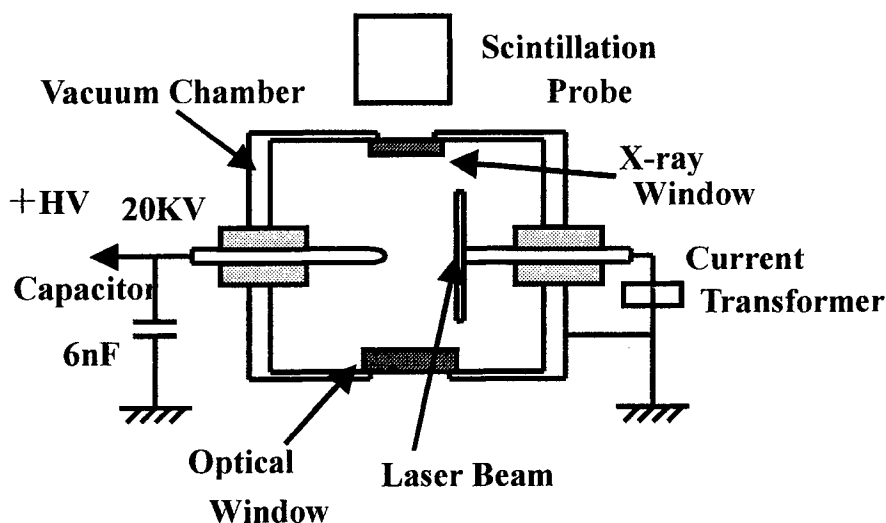 Scintillation
Probe
Vacuum Chamber
X-ray
Window
+HV
20KV
Capacitor
6nF
Current
Transformer
Optical
Window
Laser Beam